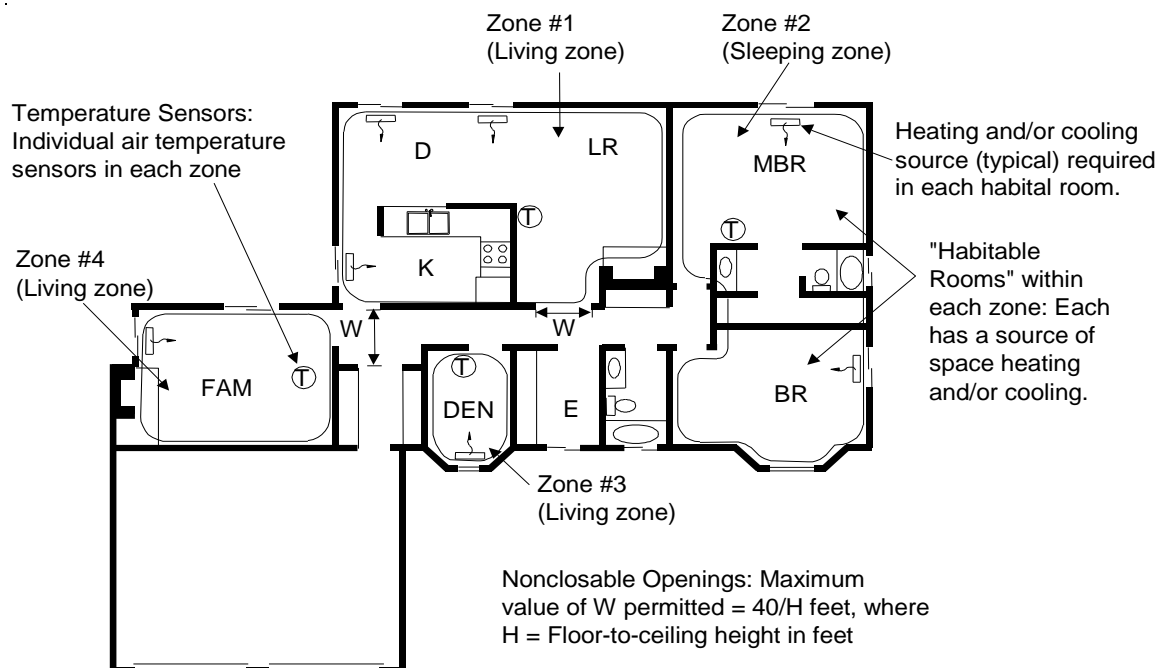 Zone #1
(Living zone)
Zone #2
(Sleeping zone)
Temperature Sensors:
Individual air temperature
sensors in each zone
Heating and/or cooling
source (typical) required
in each habital room.
D
LR
MBR
T
T
K
"Habitable
Rooms" within
each zone: Each
has a source of
space heating
and/or cooling.
Zone #4
(Living zone)
W
W
T
T
FAM
DEN
E
BR
Zone #3
(Living zone)
Nonclosable Openings: Maximum
value of W permitted = 40/H feet, where
H = Floor-to-ceiling height in feet